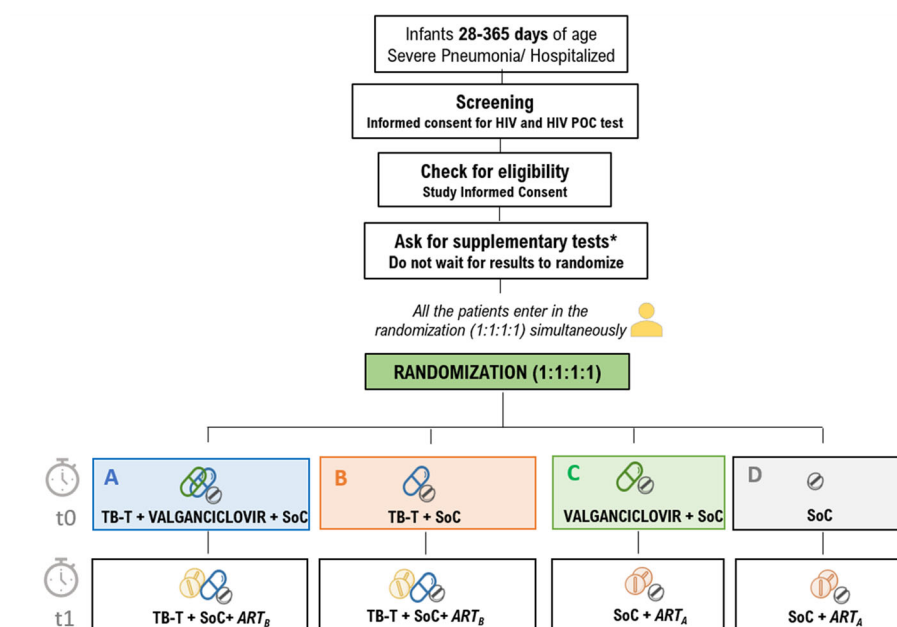 Infants 28-365 days of age
Severe Pneumonia/ Hospitalized
Screening
Informed consent for HIV and HIV POC test
Check for eligibility
Study Informed Consent
Ask for supplementary tests*
Do not wait for results to randomize
All the patients enter in the
randomization (1:1:1:1) simultaneously
RANDOMIZATION (1:1:1:1)
t0
A
TB-T + VALGANCICLOVIR + SoC
B
TB-T + SoC
C
VALGANCICLOVIR + SoC
D
SoC
t1
TB-T + SoC+ ART_B
TB-T + SoC+ ART_B
SoC + ART_A
SoC + ART_A